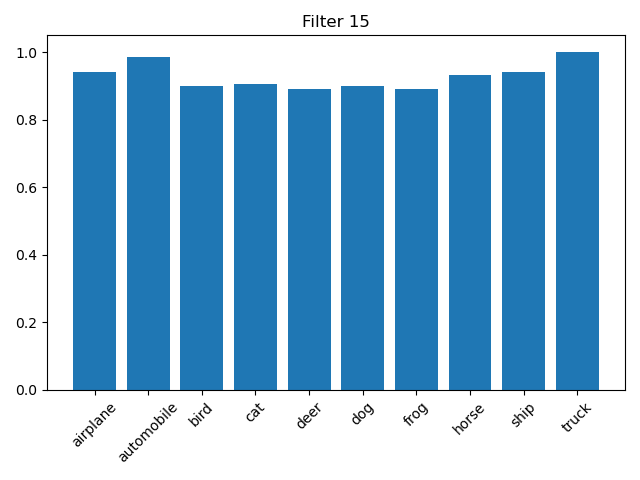 Filter 15
1.0
0.8
0.6
0.4
0.2
0.0
airplane
automobile
bird
cat
deer
dog
frog
horse
ship
truck